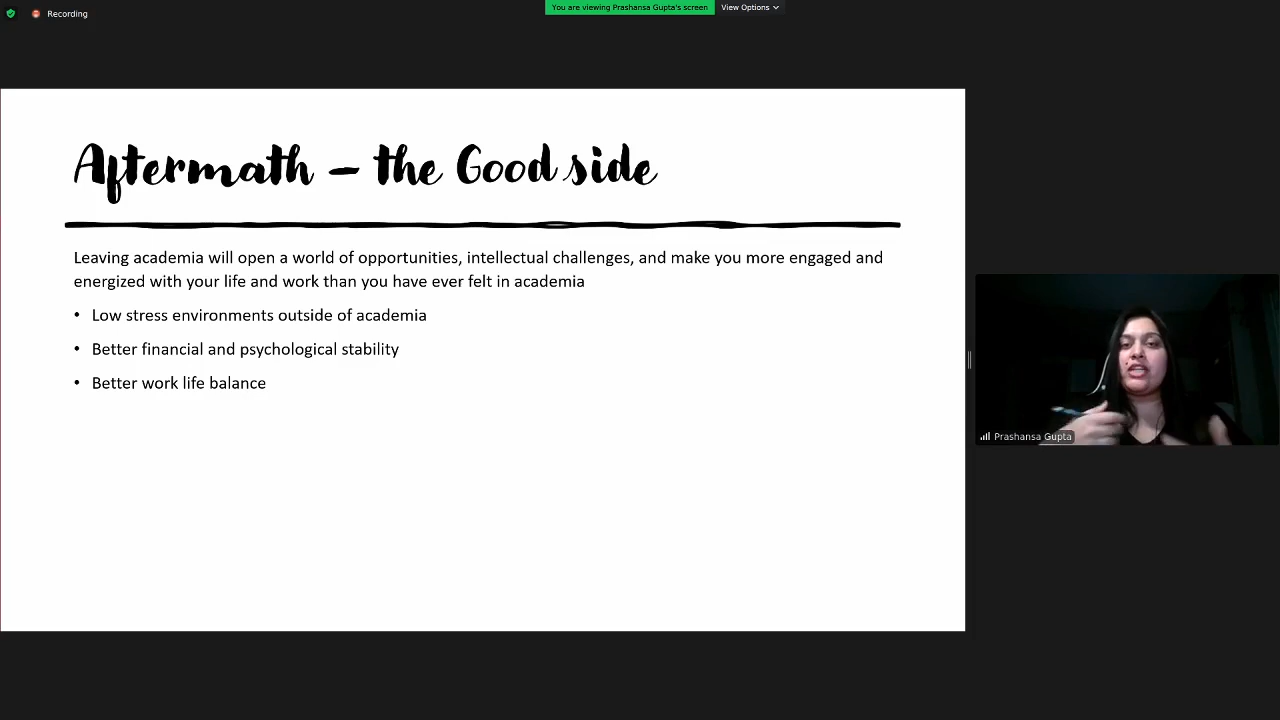 Recording
You are viewing Prashansa Gupta's screen
View Options
Aftermath – the Good side
Leaving academia will open a world of opportunities, intellectual challenges, and make you more engaged and
energized with your life and work than you have ever felt in academia
• Low stress environments outside of academia
• Better financial and psychological stability
• Better work life balance
Prashansa Gupta